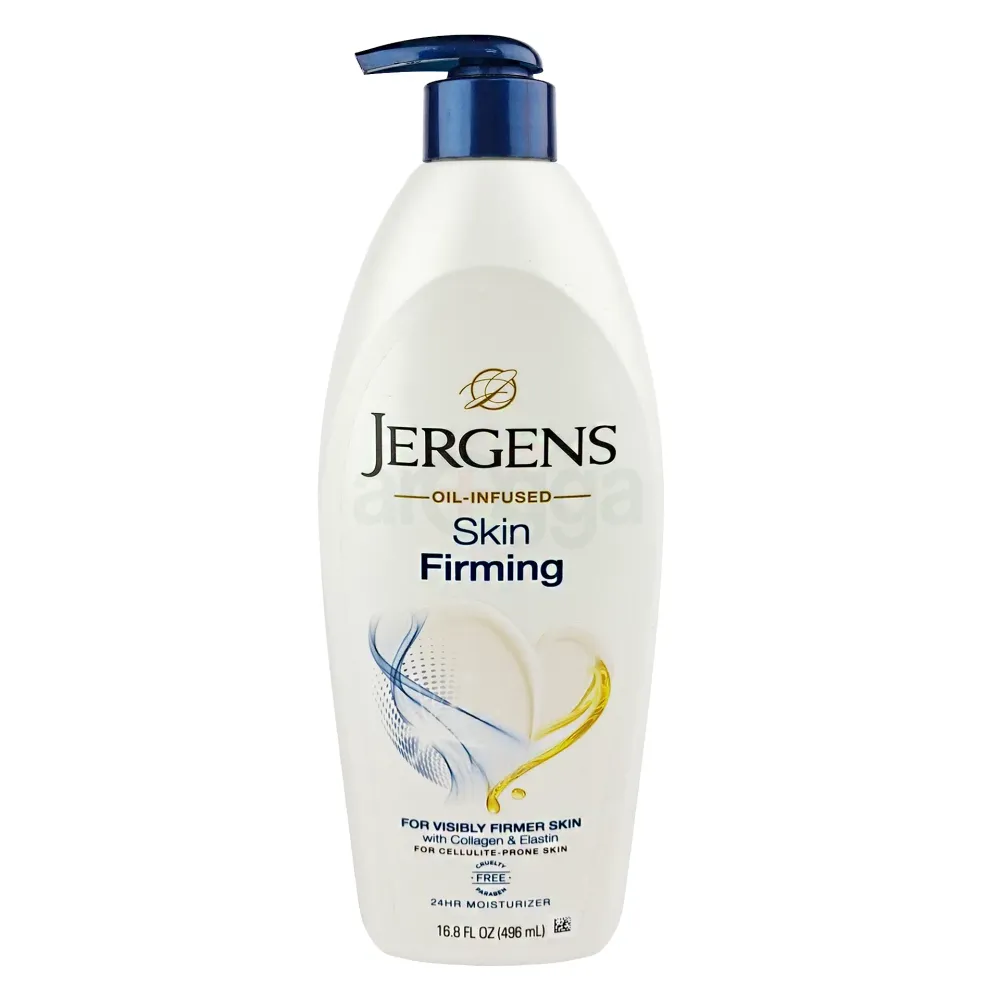 JERGENS
OIL-INFUSED
arogga
Skin
Firming
FOR VISIBLY FIRMER SKIN
with Collagen & Elastin
FOR CELLULITE-PRONE SKIN
CRUELTY
FREE
PARABEN
24HR MOISTURIZER
16.8 FL OZ (496 mL)